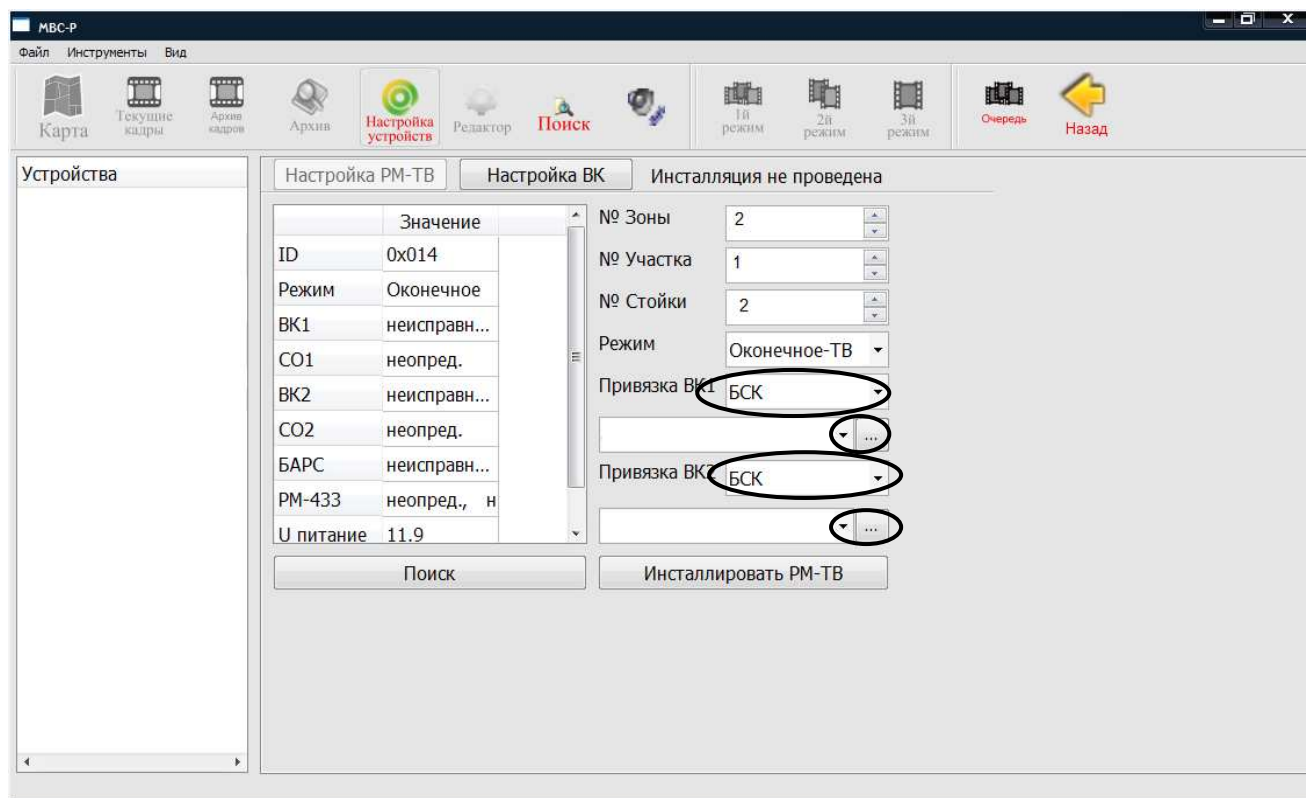 МВС-Р
Файл Инструменты Вид
Карта
Текущие кадры
Архив кадров
Архив
Настройка устройств
Редактор
Поиск
1й режим
2й режим
3й режим
Очередь
Назад
Устройства
Настройка РМ-ТВ Настройка ВК Инсталляция не проведена
Значение
ID 0x014
Режим Оконечное
ВК1 неисправн...
СО1 неопред.
ВК2 неисправн...
СО2 неопред.
БАРС неисправн...
РМ-433 неопред., н
U питание 11.9
Поиск
№ Зоны 2
№ Участка 1
№ Стойки 2
Режим Оконечное-ТВ
Привязка ВК1 БСК
...
Привязка ВК2 БСК
...
Инсталлировать РМ-ТВ